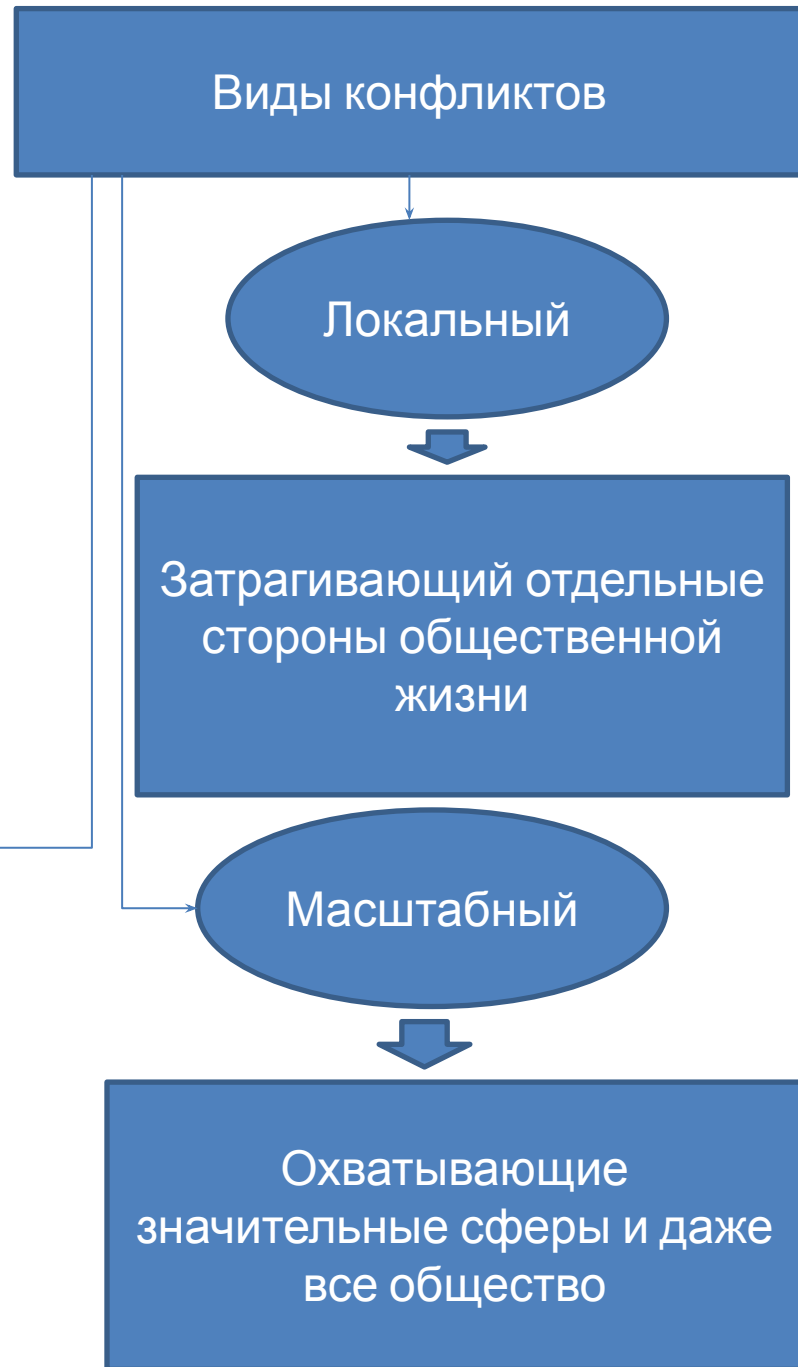 Виды конфликтов
Локальный
Затрагивающий отдельные
стороны общественной
жизни
Масштабный
Охватывающие
значительные сферы и даже
все общество